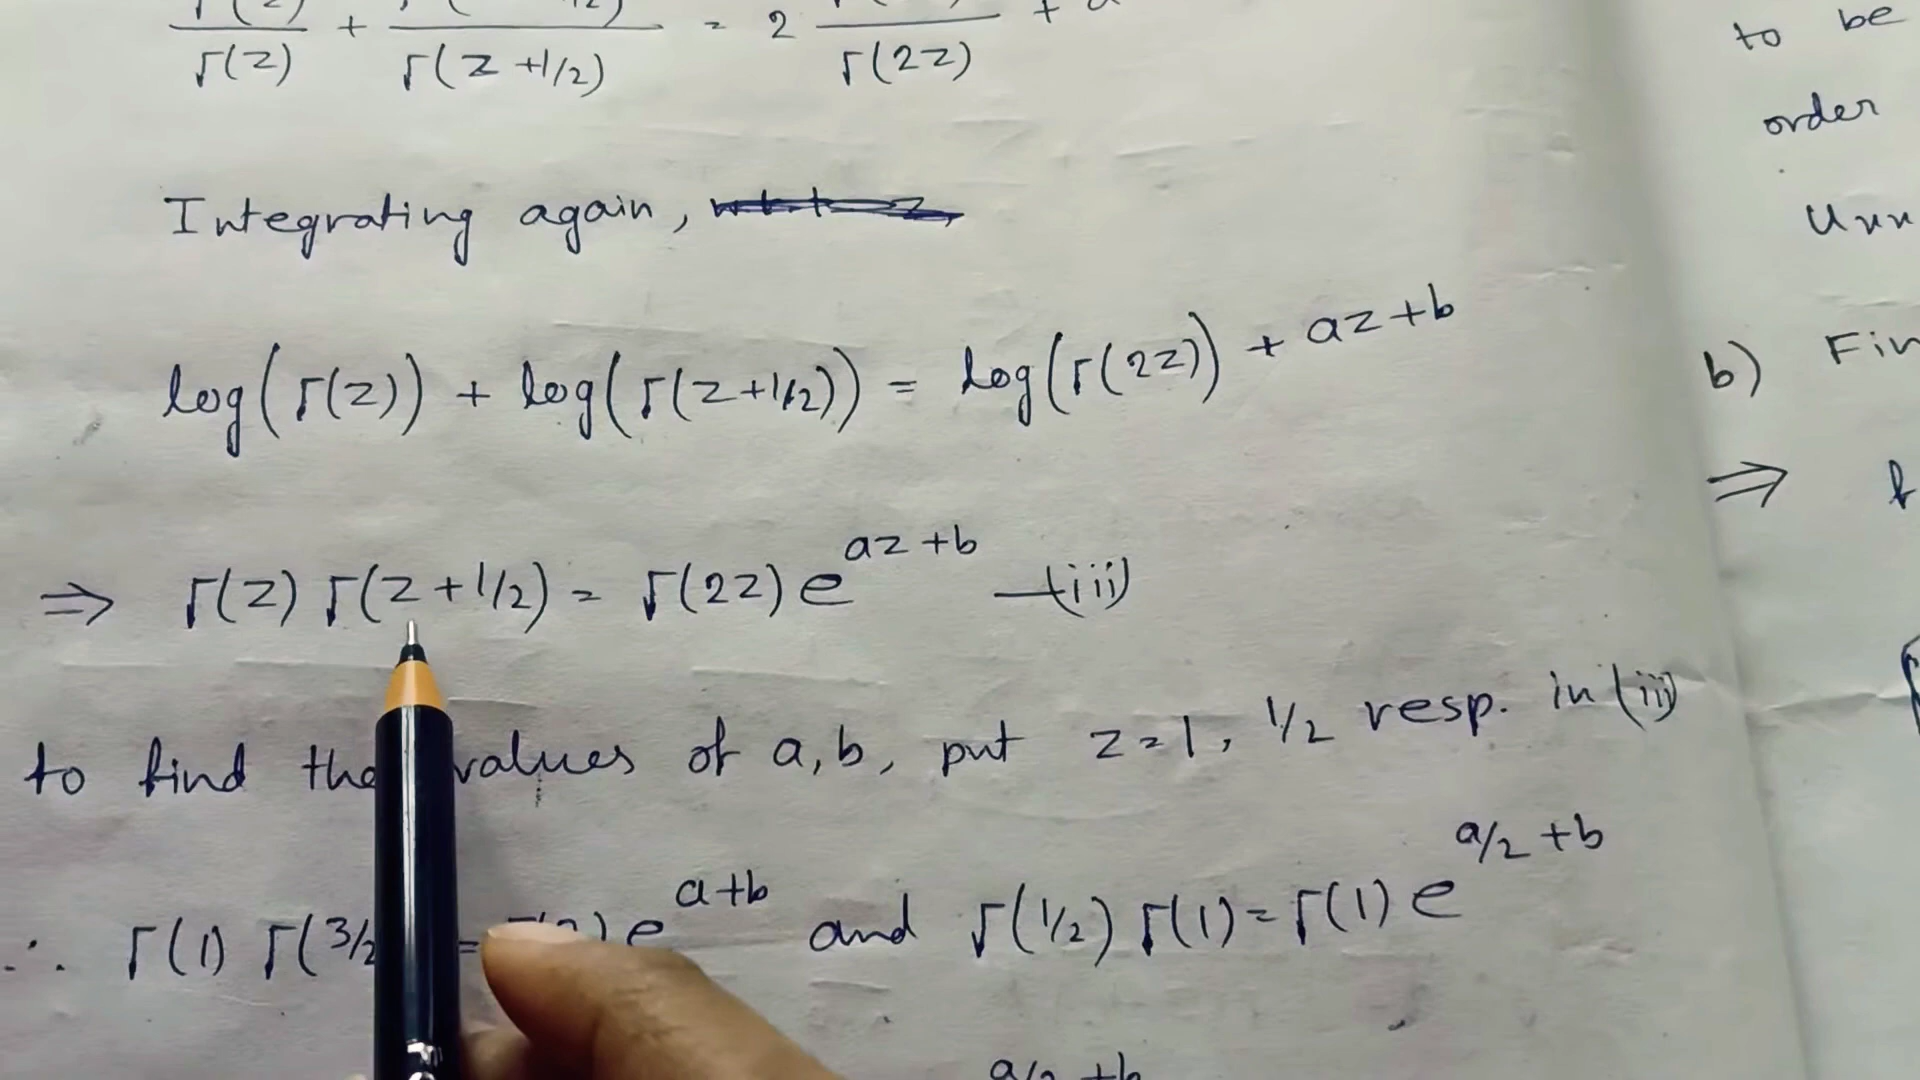 Γ(z) + Γ(z+1/2) = 2 Γ(2z) +
Integrating again,
log(Γ(z)) + log(Γ(z+1/2)) = log(Γ(2z)) + az+b
⇒ Γ(z) Γ(z+1/2) = Γ(2z) e^{az+b} —(iii)
to find the values of a,b, put z=1, 1/2 resp. in (iii)
∴ Γ(1) Γ(3/2 = e^{a+b} and Γ(1/2) Γ(1) = Γ(1) e^{a/2+b}
a/2 +b
to be
order
b)
⇒